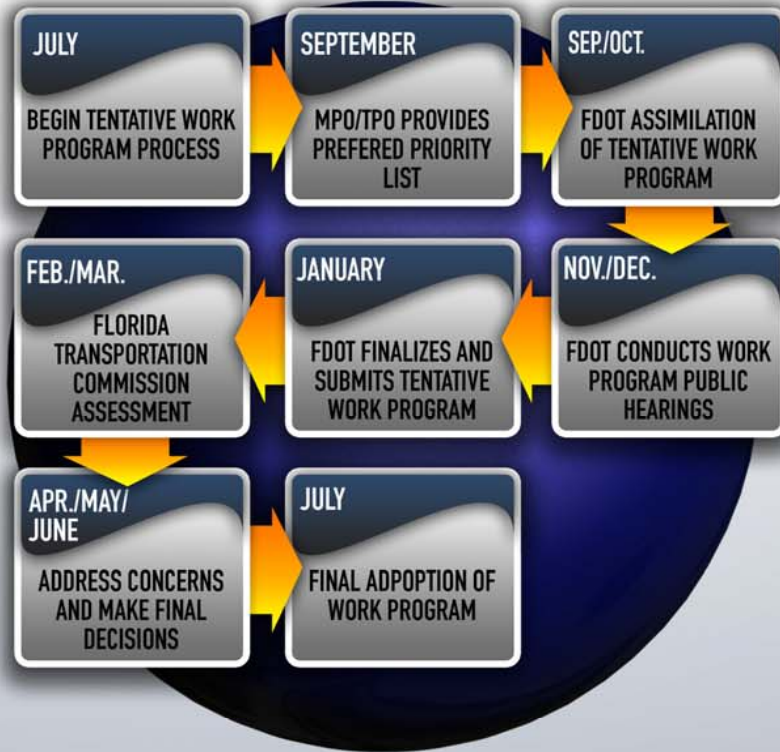 JULY
BEGIN TENTATIVE WORK
PROGRAM PROCESS
SEPTEMBER
MPO/TPO PROVIDES
PREFERED PRIORITY
LIST
SEP./OCT.
FDOT ASSIMILATION
OF TENTATIVE WORK
PROGRAM
NOV./DEC.
FDOT CONDUCTS WORK
PROGRAM PUBLIC
HEARINGS
JANUARY
FDOT FINALIZES AND
SUBMITS TENTATIVE
WORK PROGRAM
FEB./MAR.
FLORIDA
TRANSPORTATION
COMMISSION
ASSESSMENT
APR./MAY/
JUNE
ADDRESS CONCERNS
AND MAKE FINAL
DECISIONS
JULY
FINAL ADPOPTION OF
WORK PROGRAM